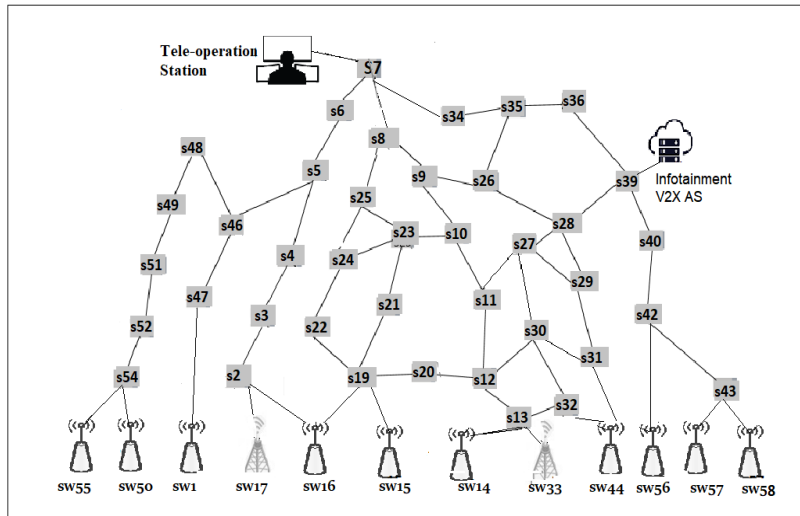 Tele-operation
Station
S7
s6
s34
s35
s36
s8
s48
s5
s9
s26
s39
Infotainment
V2X AS
s49
s25
s46
s23
s10
s28
s40
s27
s51
s4
s24
s29
s47
s21
s11
s42
s52
s3
s22
s30
s31
s54
s2
s19
s20
s12
s43
s13
s32
sw55
sw50
sw1
sw17
sw16
sw15
sw14
sw33
sw44
sw56
sw57
sw58